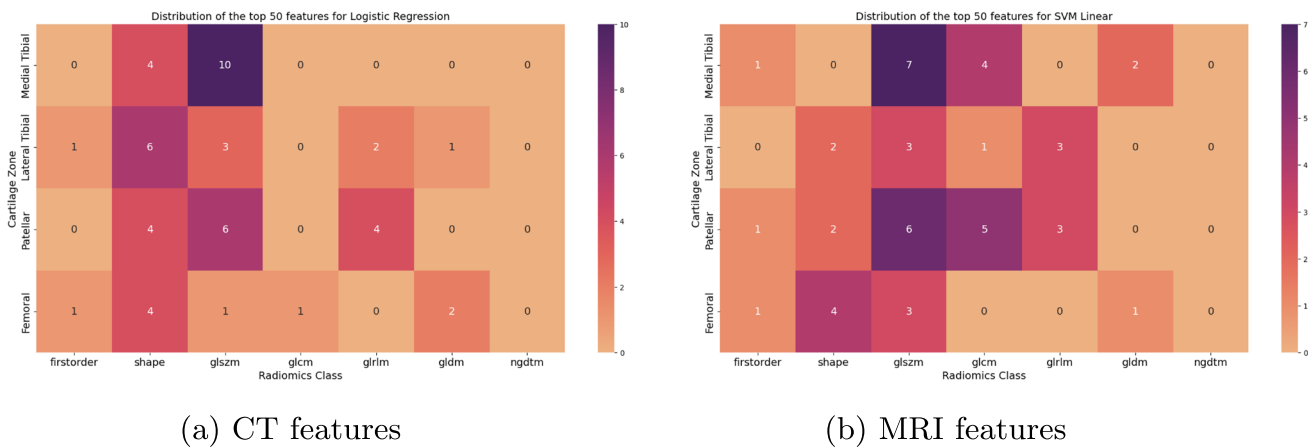 Distribution of the top 50 features for Logistic Regression
Cartilage Zone
Medial Tibial
0 4 10 0 0 0 0
Lateral Tibial
1 6 3 0 2 1 0
Patellar
0 4 6 0 4 0 0
Femoral
1 4 1 1 0 2 0
firstorder shape glszm glcm glrlm gldm ngdtm
Radiomics Class
10
8
6
4
2
0
(a) CT features
Distribution of the top 50 features for SVM Linear
Cartilage Zone
Medial Tibial
1 0 7 4 0 2 0
Lateral Tibial
0 2 3 1 3 0 0
Patellar
1 2 6 5 3 0 0
Femoral
1 4 3 0 0 1 0
firstorder shape glszm glcm glrlm gldm ngdtm
Radiomics Class
7
6
5
4
3
2
1
0
(b) MRI features